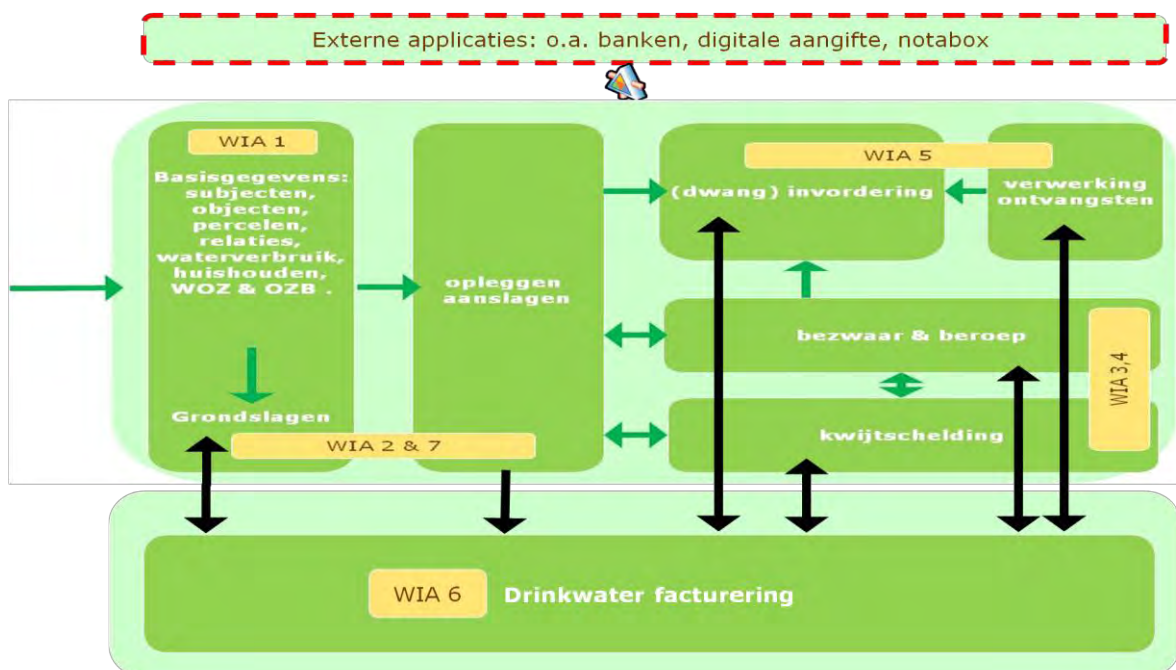 Externe applicaties: o.a. banken, digitale aangifte, notabox
WIA 1
Basisgegevens:
subjecten,
objecten,
percelen,
relaties,
waterverbruik,
huishouden,
WOZ & OZB .
Grondslagen
WIA 2 & 7
opleggen
aanslagen
WIA 5
(dwang) invordering
verwerking
ontvangsten
bezwaar & beroep
WIA 3,4
kwijtschelding
WIA 6
Drinkwater facturering